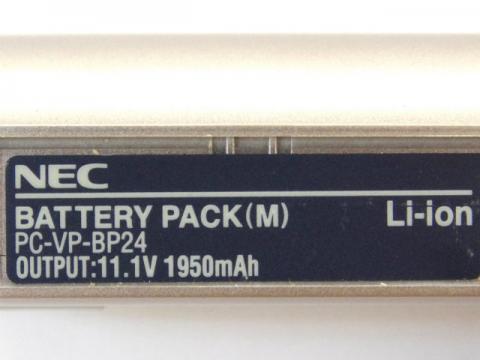 NEC
BATTERY PACK(M) Li-ion
PC-VP-BP24
OUTPUT:11.1V 1950mAh